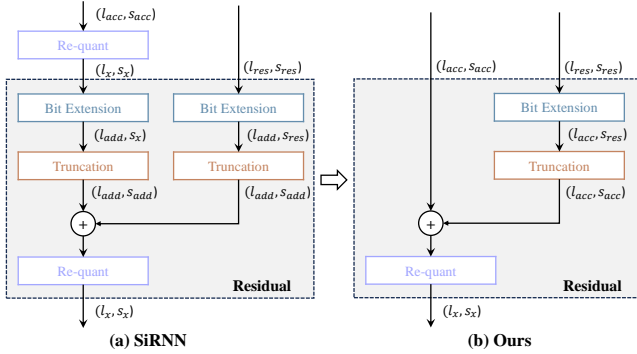 (l_acc, s_acc)
Re-quant
(l_x, s_x)
(l_res, s_res)
Bit Extension
Bit Extension
(l_add, s_x)
(l_add, s_res)
Truncation
Truncation
(l_add, s_add)
(l_add, s_add)
+
Re-quant
Residual
(l_x, s_x)
(a) SiRNN
(l_acc, s_acc)
(l_res, s_res)
Bit Extension
(l_acc, s_res)
Truncation
(l_acc, s_acc)
+
Re-quant
Residual
(l_x, s_x)
(b) Ours